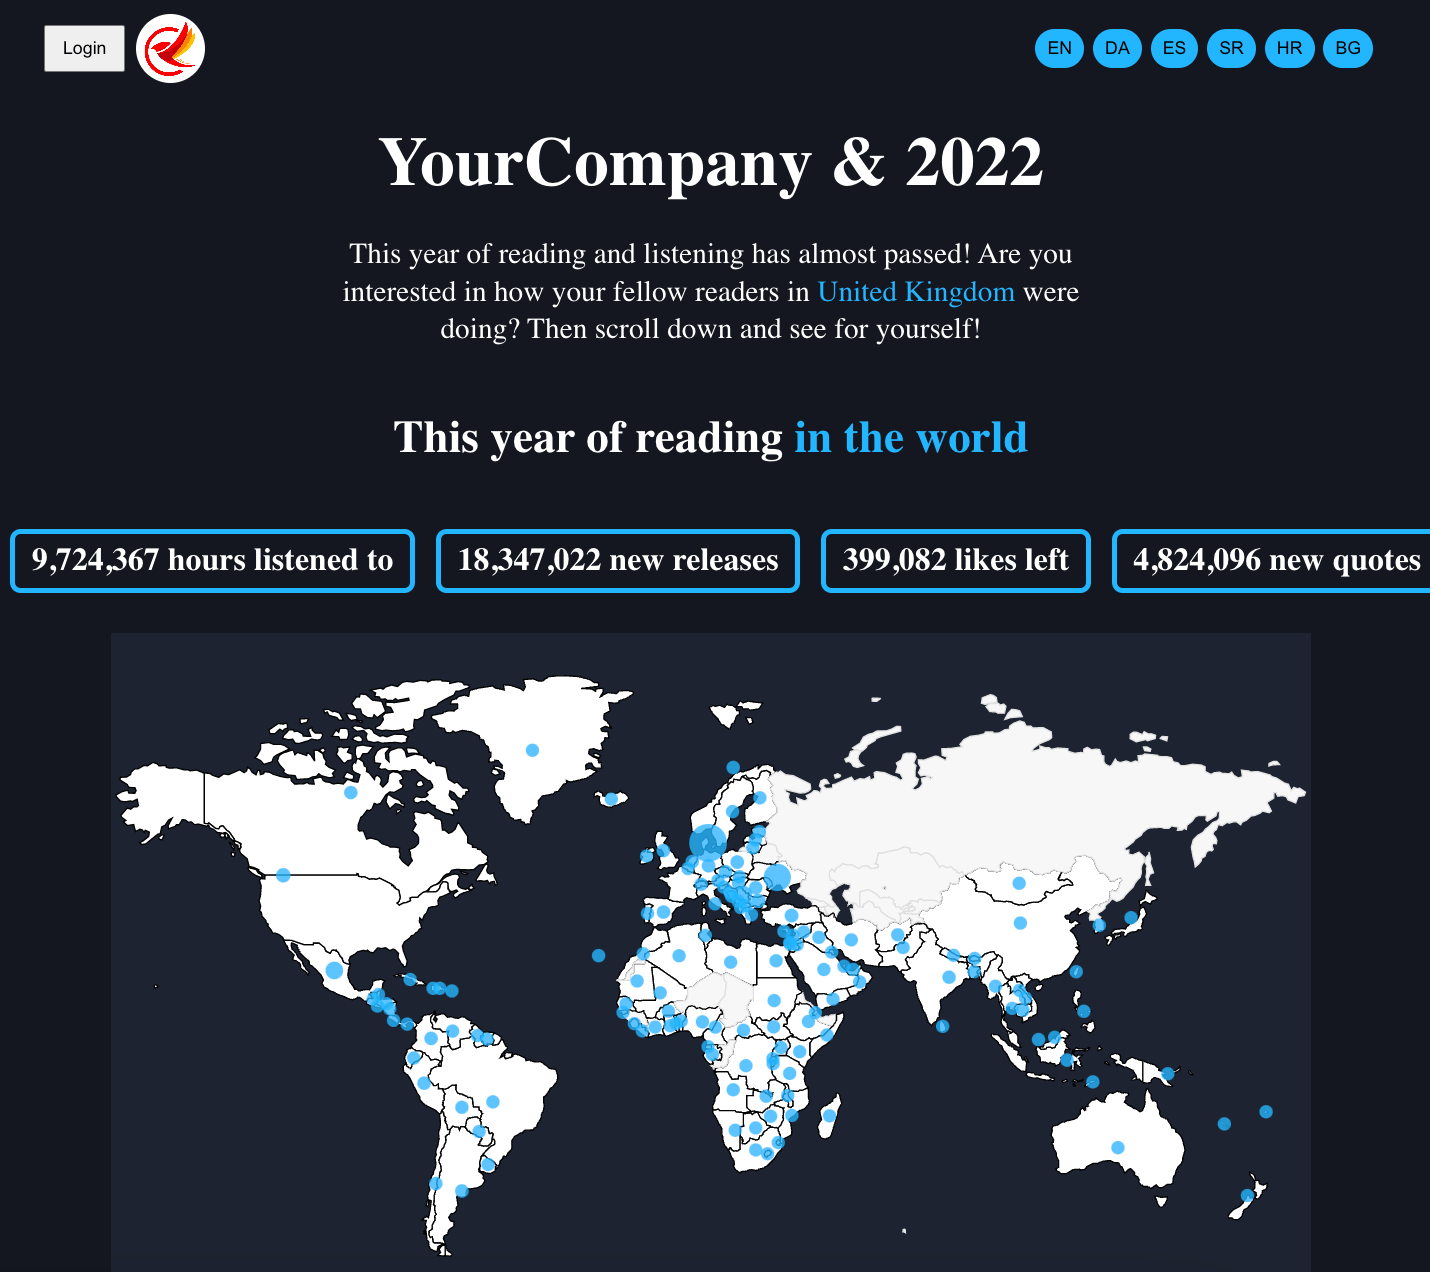 Login
EN DA ES SR HR BG
YourCompany & 2022
This year of reading and listening has almost passed! Are you
interested in how your fellow readers in United Kingdom were
doing? Then scroll down and see for yourself!
This year of reading in the world
9,724,367 hours listened to
18,347,022 new releases
399,082 likes left
4,824,096 new quotes